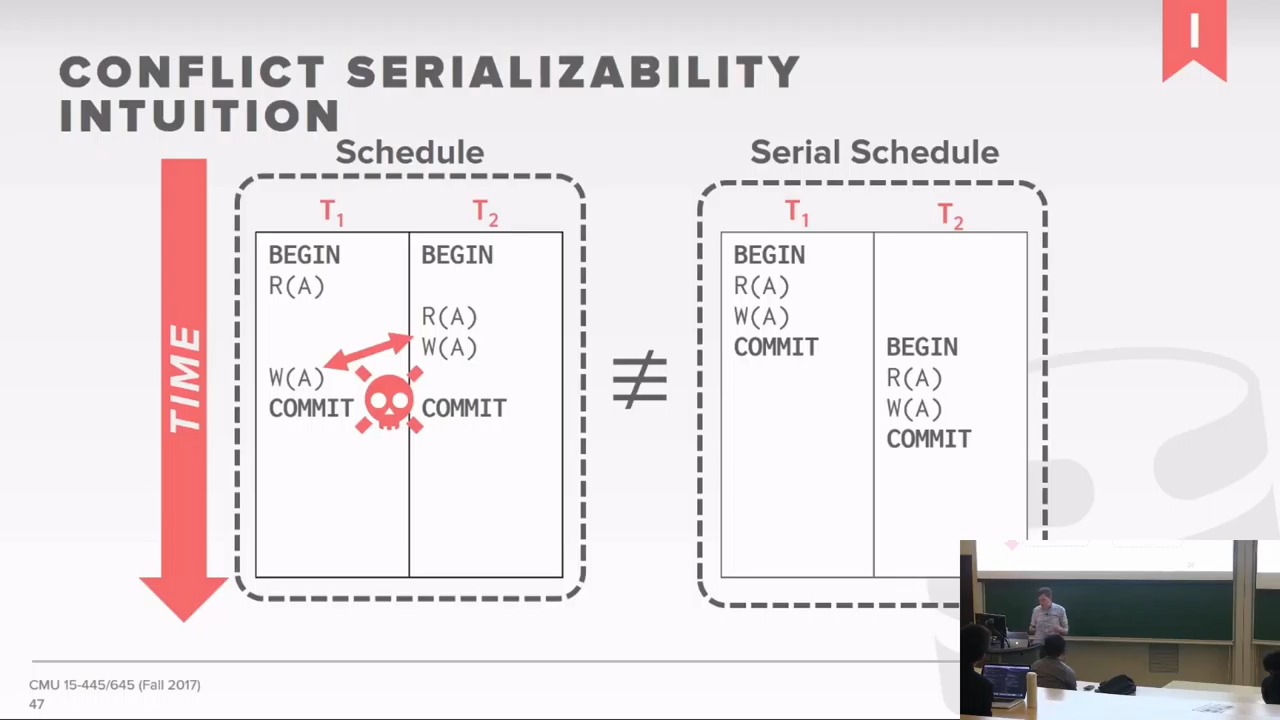 I
CONFLICT SERIALIZABILITY
INTUITION
Schedule
Serial Schedule
TIME
T1
T2
BEGIN
BEGIN
R(A)
R(A)
W(A)
W(A)
COMMIT
COMMIT
≢
T1
T2
BEGIN
R(A)
W(A)
COMMIT
BEGIN
R(A)
W(A)
COMMIT
CMU 15-445/645 (Fall 2017)
47